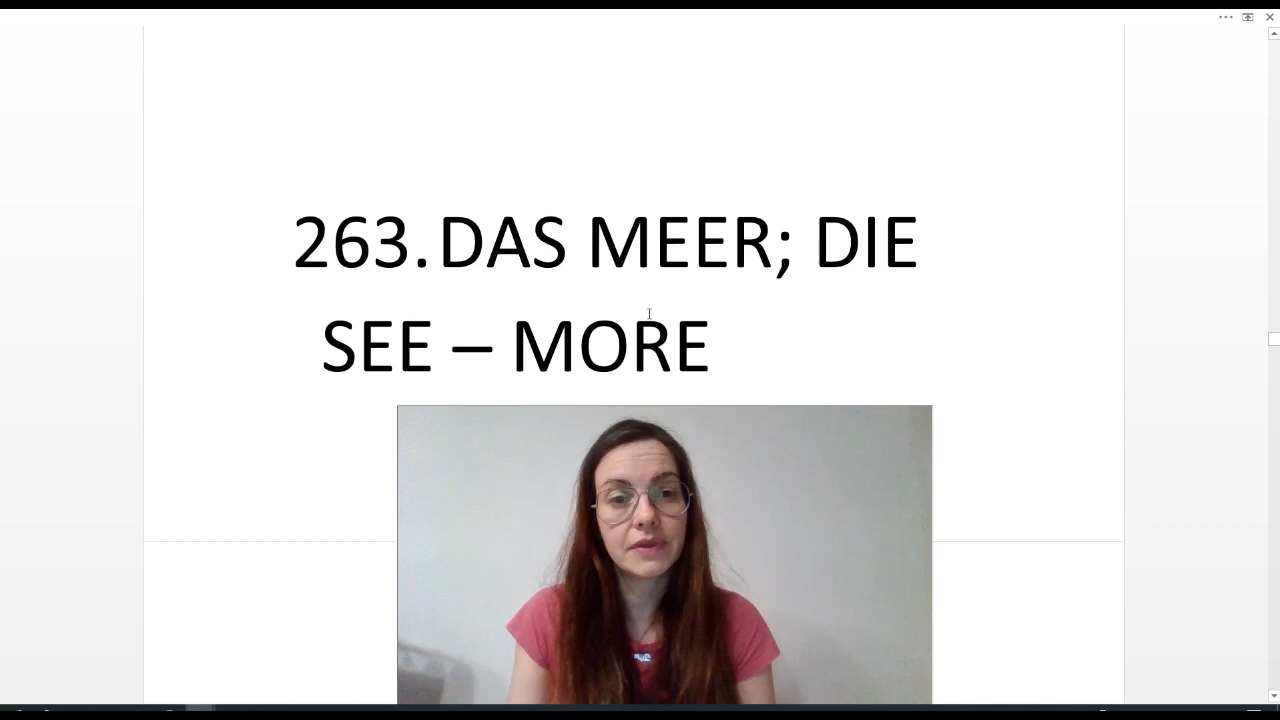 263. DAS MEER; DIE
SEE – MORE